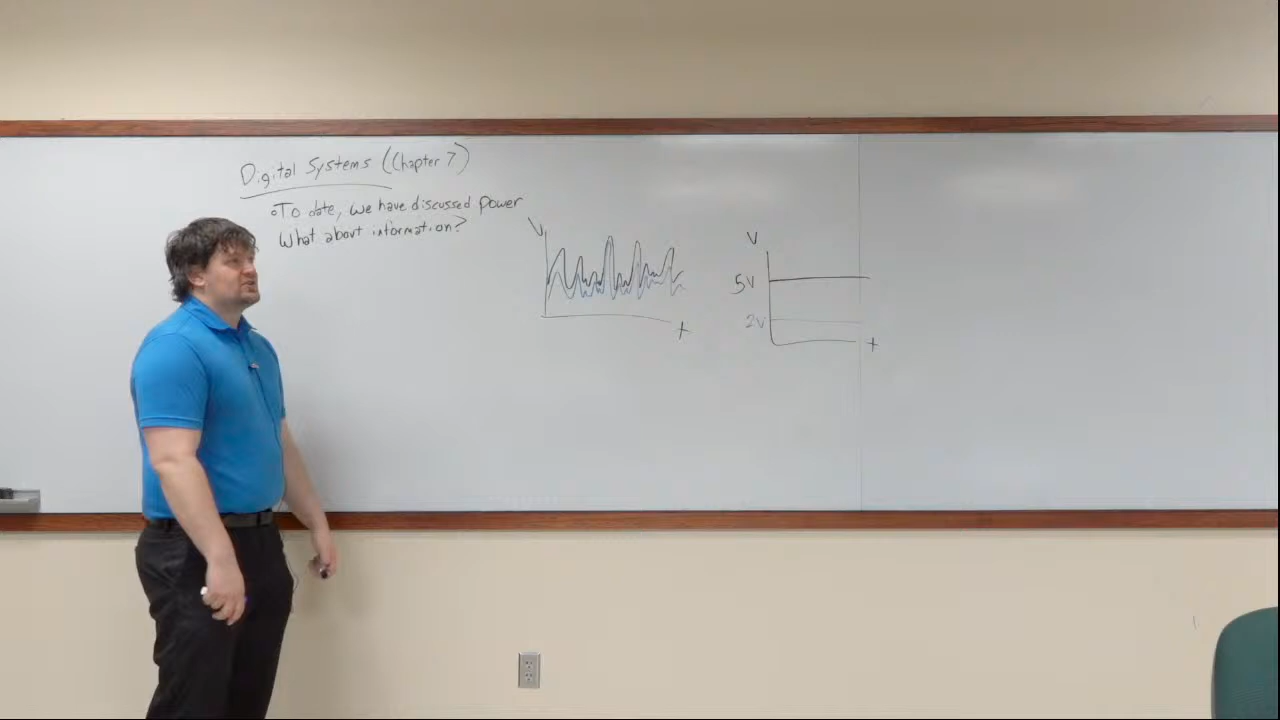 Digital Systems (Chapter 7)
To date, we have discussed power
What about information?
V
t
V
5V
2V
t